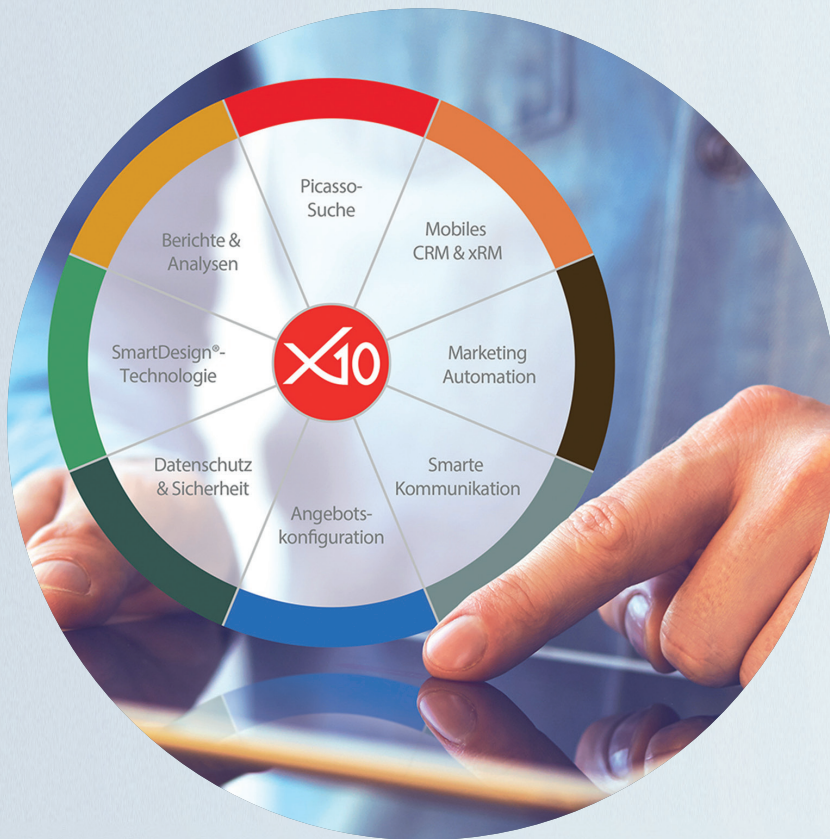 Picasso-
Suche
Mobiles
CRM & xRM
Marketing
Automation
Smarte
Kommunikation
Angebots-
konfiguration
Datenschutz
& Sicherheit
SmartDesign®-
Technologie
Berichte &
Analysen
x10